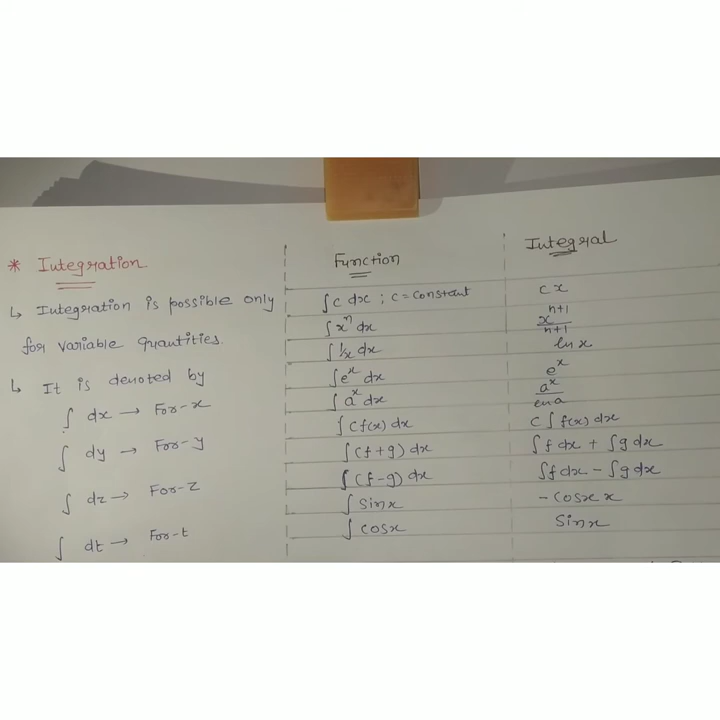 * Integration
↳ Integration is possible only
for variable quantities.
↳ It is denoted by
∫ dx → For-x
∫ dy → For-y
∫ dz → For-z
∫ dt → For-t
Function Integral
∫c dx ; c = constant cx
∫xⁿ dx xⁿ⁺¹/n+1
∫1/x dx ln x
∫eˣ dx eˣ
∫aˣ dx aˣ/ln a
∫cf(x) dx c∫f(x) dx
∫(f+g) dx ∫f dx + ∫g dx
∫(f-g) dx ∫f dx - ∫g dx
∫sinx -cosx x
∫cosx sinx